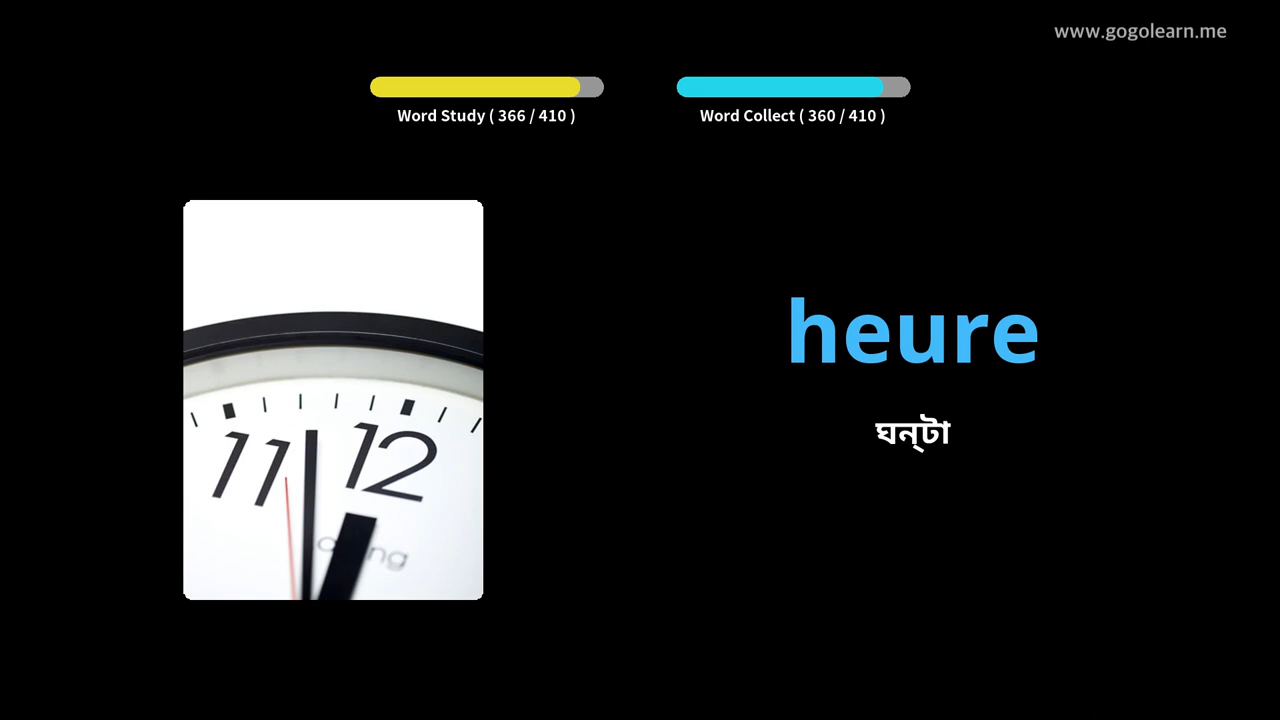 www.gogolearn.me
Word Study ( 366 / 410 )
Word Collect ( 360 / 410 )
heure
ঘন্‌টা
11 12